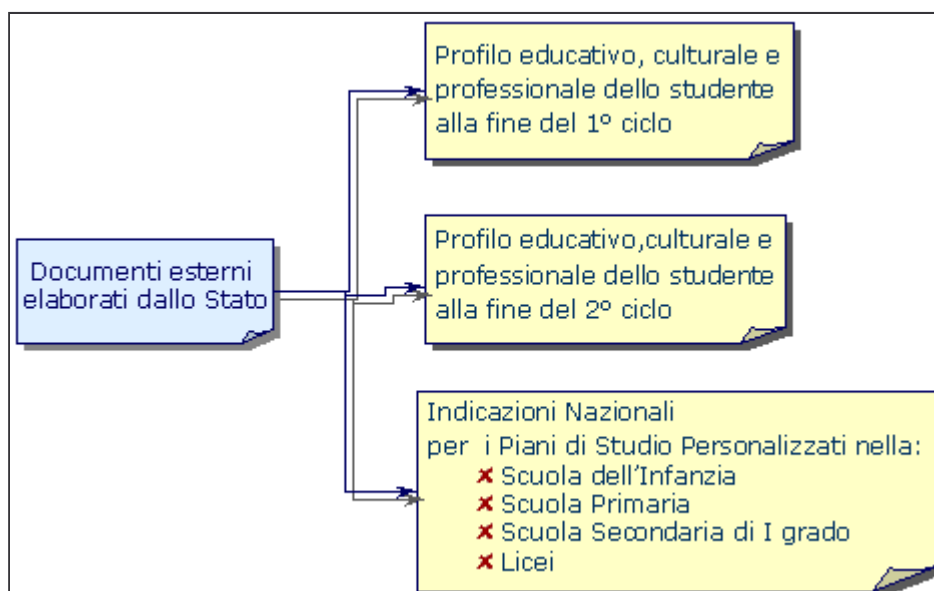 Profilo educativo, culturale e
professionale dello studente
alla fine del 1º ciclo
Documenti esterni
elaborati dallo Stato
Profilo educativo,culturale e
professionale dello studente
alla fine del 2º ciclo
Indicazioni Nazionali
per i Piani di Studio Personalizzati nella:
Scuola dell'Infanzia
Scuola Primaria
Scuola Secondaria di I grado
Licei